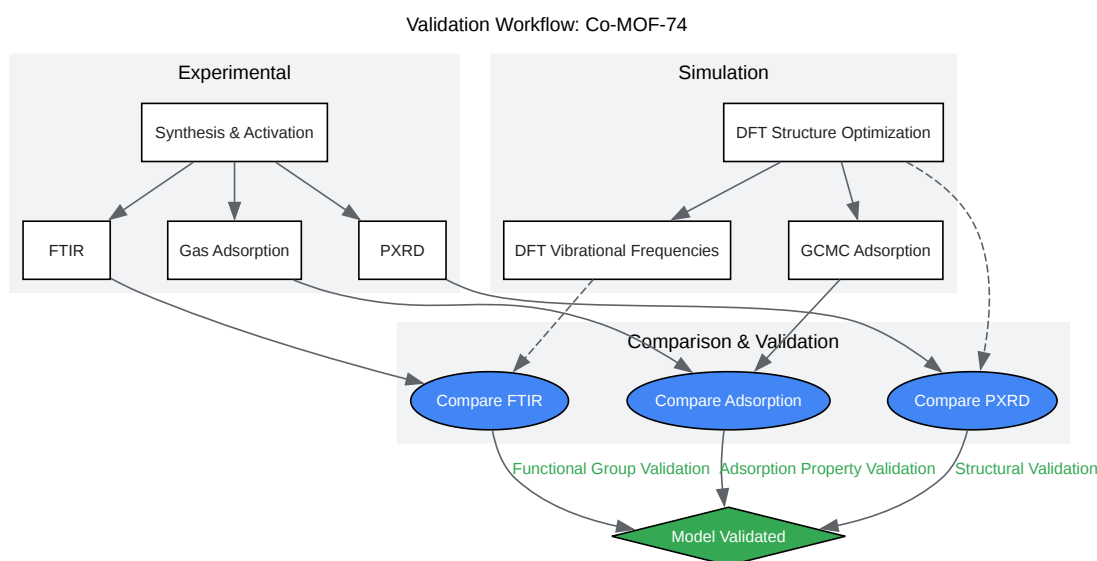 Validation Workflow: Co-MOF-74
Experimental
Simulation
Synthesis & Activation
DFT Structure Optimization
FTIR
Gas Adsorption
PXRD
DFT Vibrational Frequencies
GCMC Adsorption
Comparison & Validation
Compare FTIR
Compare Adsorption
Compare PXRD
Functional Group Validation
Adsorption Property Validation
Structural Validation
Model Validated